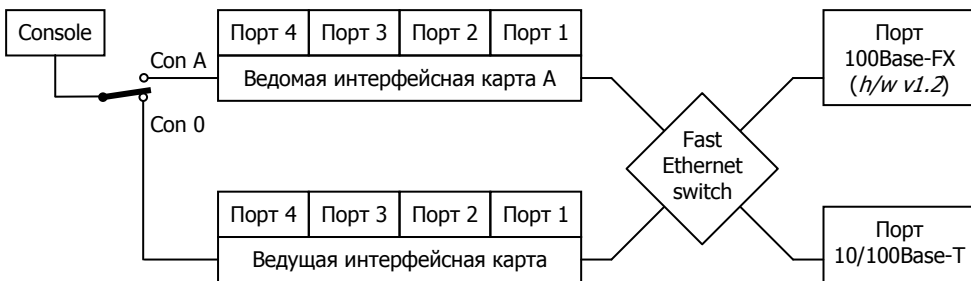 Console
Порт 4 Порт 3 Порт 2 Порт 1
Порт
100Base-FX
(h/w v1.2)
Con A
Ведомая интерфейсная карта A
Con 0
Fast
Ethernet
switch
Порт 4 Порт 3 Порт 2 Порт 1
Ведущая интерфейсная карта
Порт
10/100Base-T